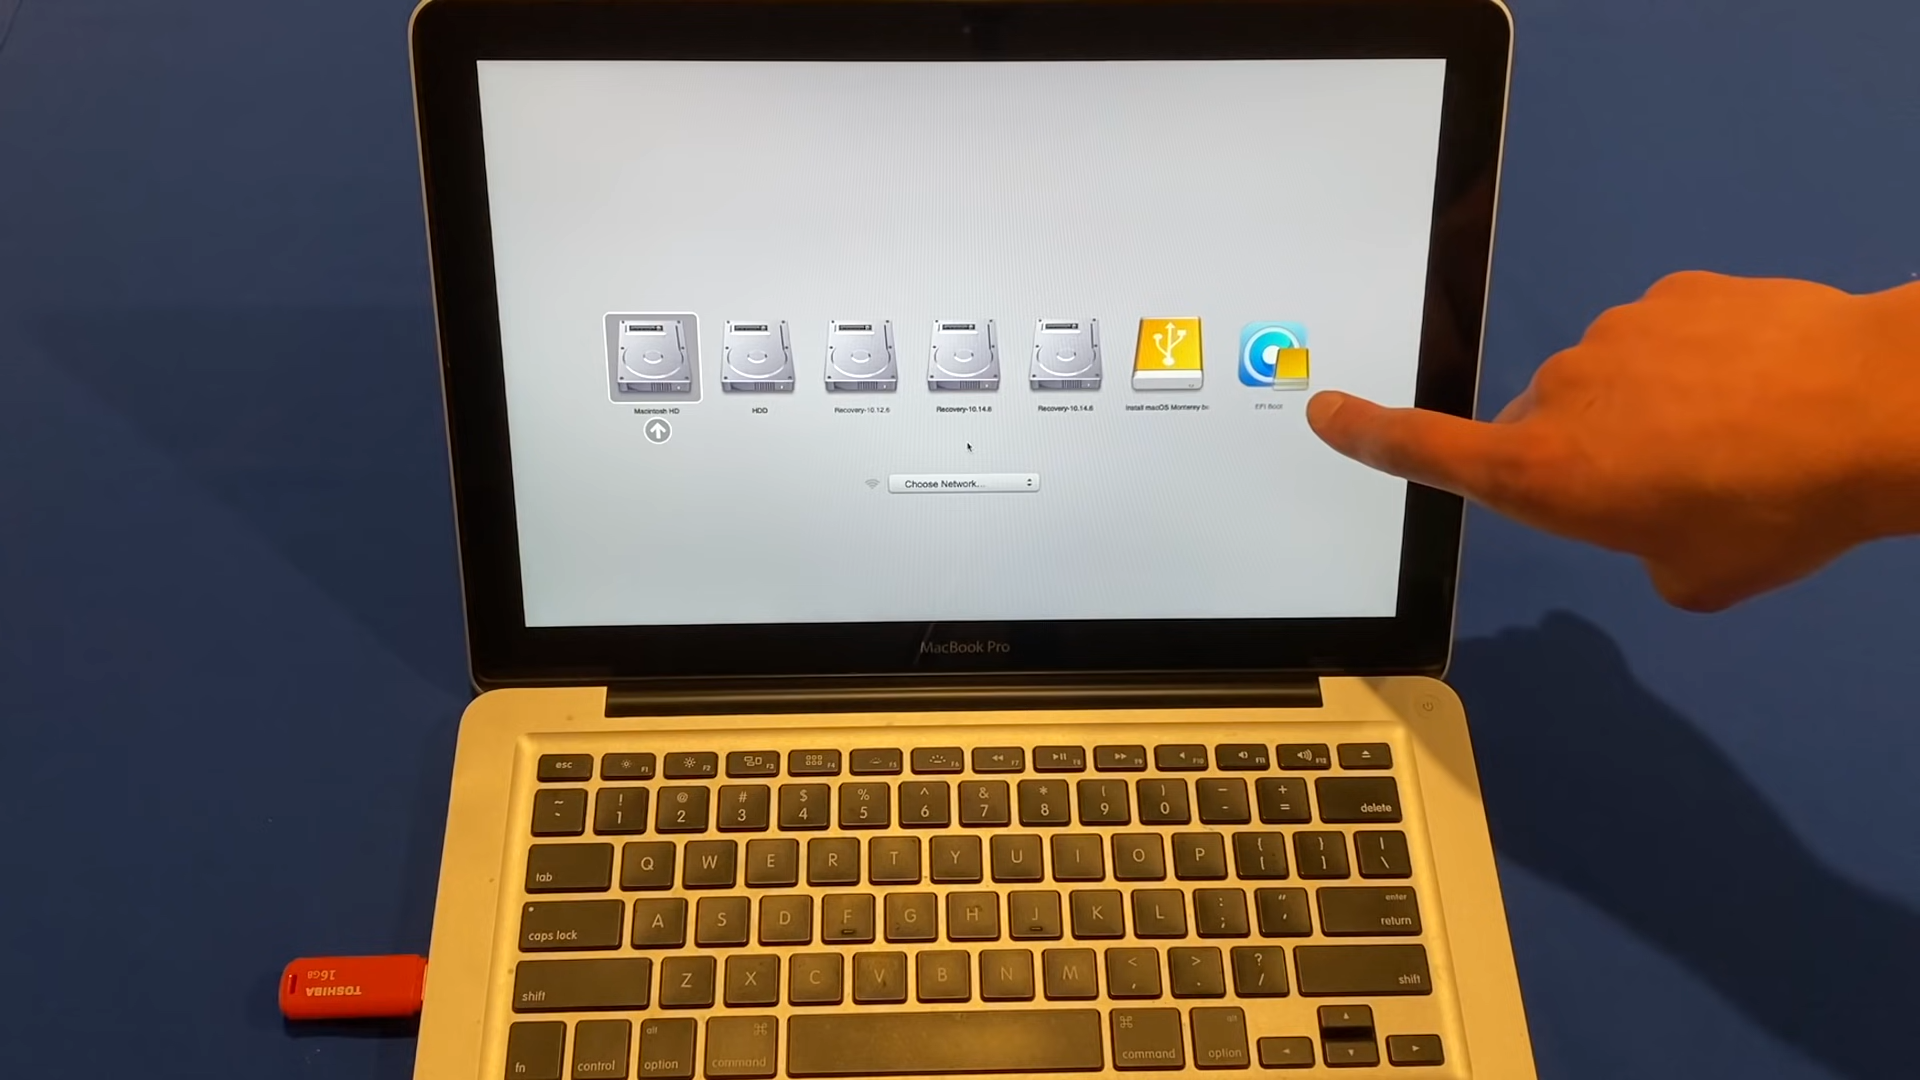 Macintosh HD
HDD
Recovery-10.12.6
Recovery-10.14.6
Recovery-10.14.6
Install macOS Monterey be
EFI Boot
Choose Network...
MacBook Pro
esc F1 F2 F3 F4 F5 F6 F7 F8 F9 F10 F11 F12
~ ! @ # $ % ^ & * ( ) — + delete
` 1 2 3 4 5 6 7 8 9 0 - =
tab Q W E R T Y U I O P { [ } ] | \
caps lock A S D F G H J K L : ; " ' enter return
shift Z X C V B N M < , > . ? / shift
fn control alt option ⌘ command ⌘ command alt option
TOSHIBA
16GB